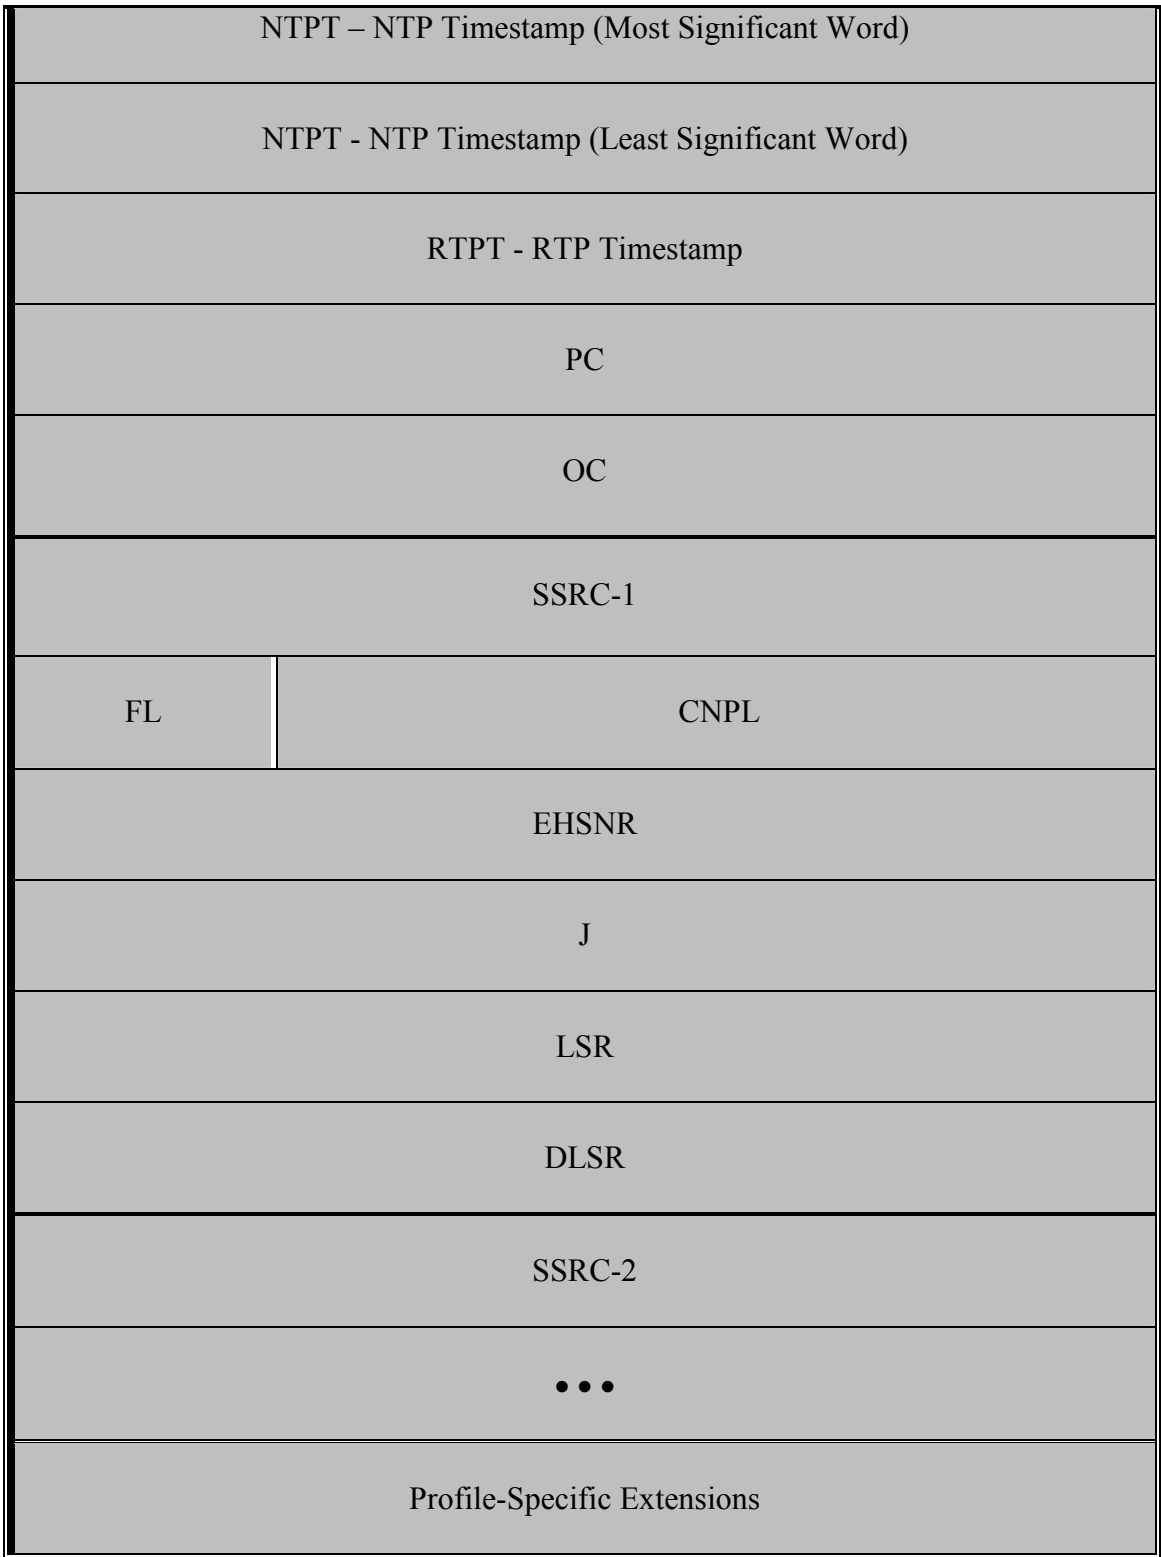 NTPT – NTP Timestamp (Most Significant Word)
NTPT - NTP Timestamp (Least Significant Word)
RTPT - RTP Timestamp
PC
OC
SSRC-1
FL CNPL
EHSNR
J
LSR
DLSR
SSRC-2
•••
Profile-Specific Extensions